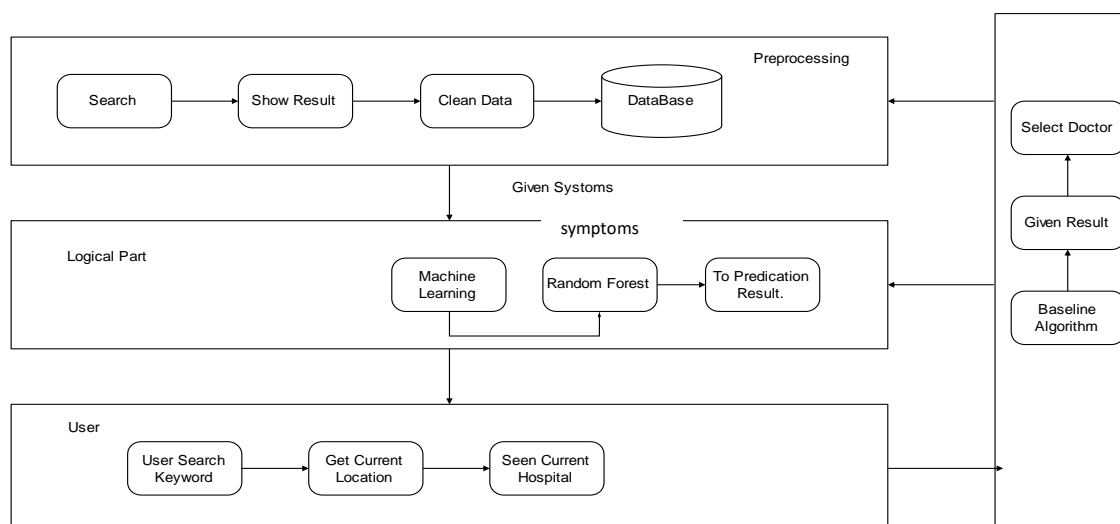 Preprocessing
Search
Show Result
Clean Data
DataBase
Given Systoms
symptoms
Logical Part
Machine
Learning
Random Forest
To Predication
Result.
User
User Search
Keyword
Get Current
Location
Seen Current
Hospital
Select Doctor
Given Result
Baseline
Algorithm